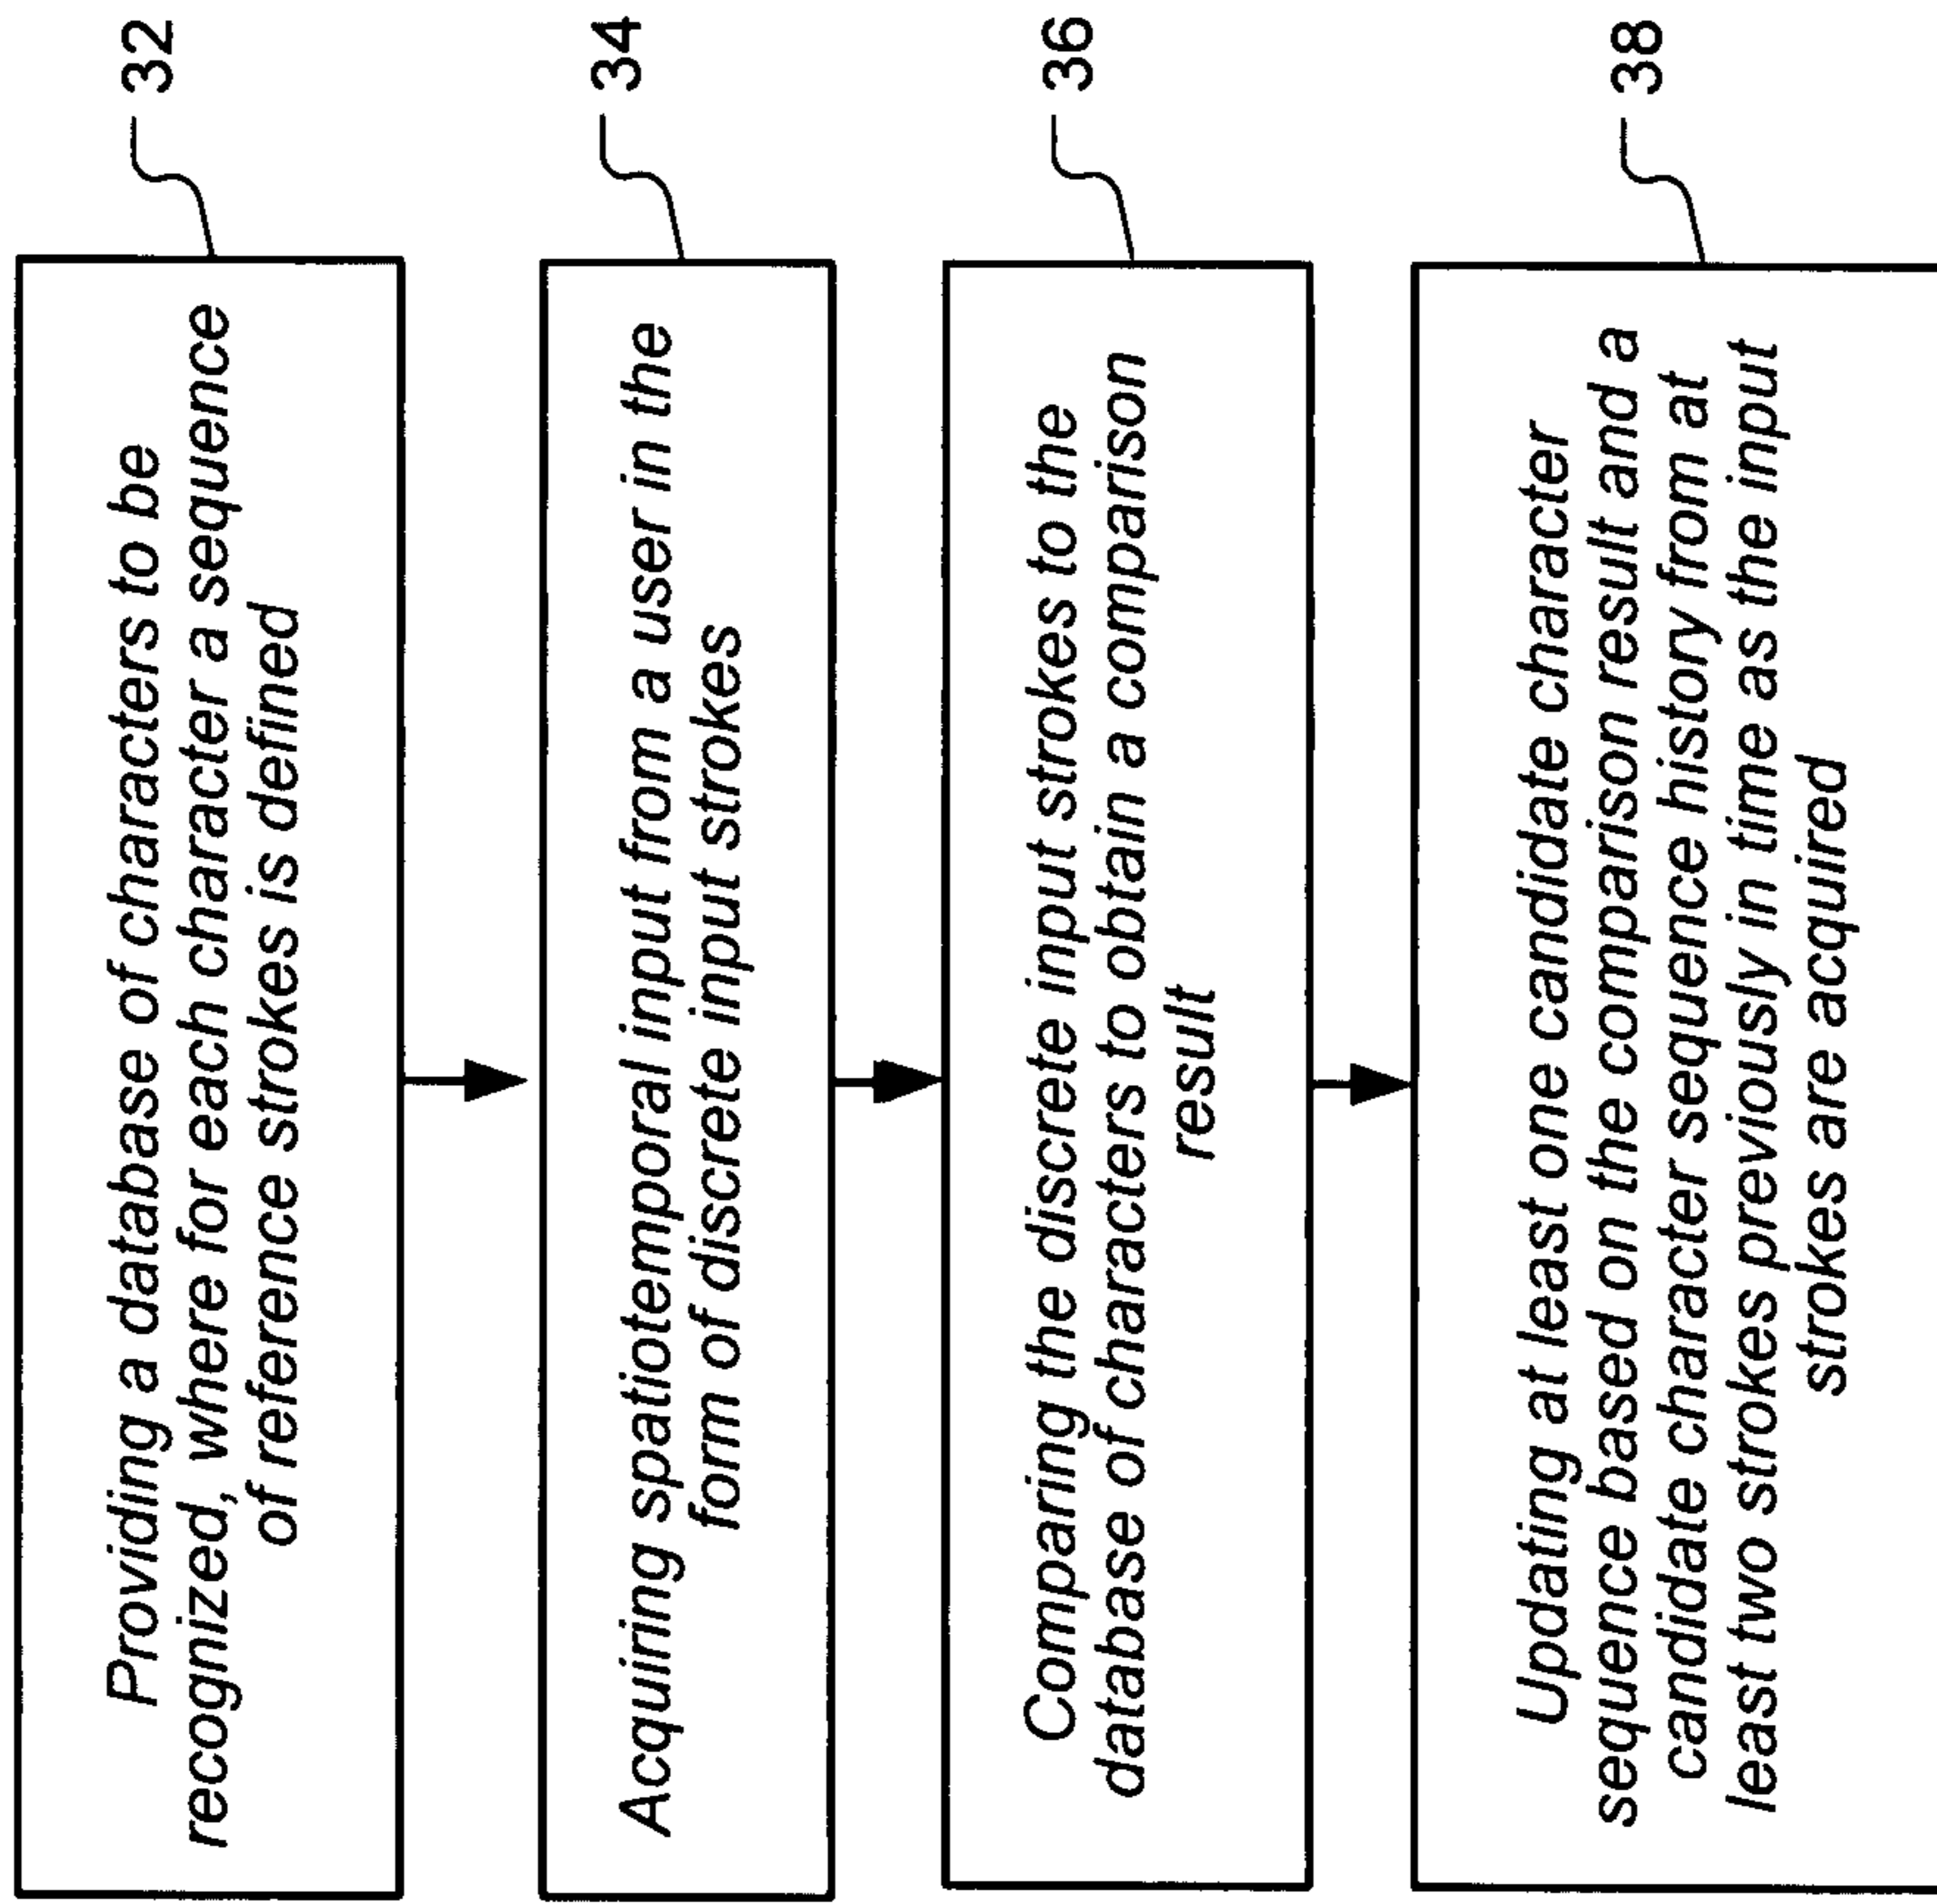 Providing a database of characters to be
recognized, where for each character a sequence
of reference strokes is defined
32
Acquiring spatiotemporal input from a user in the
form of discrete input strokes
34
Comparing the discrete input strokes to the
database of characters to obtain a comparison
result
36
Updating at least one candidate character
sequence based on the comparison result and a
candidate character sequence history from at
least two strokes previously in time as the input
strokes are acquired
38